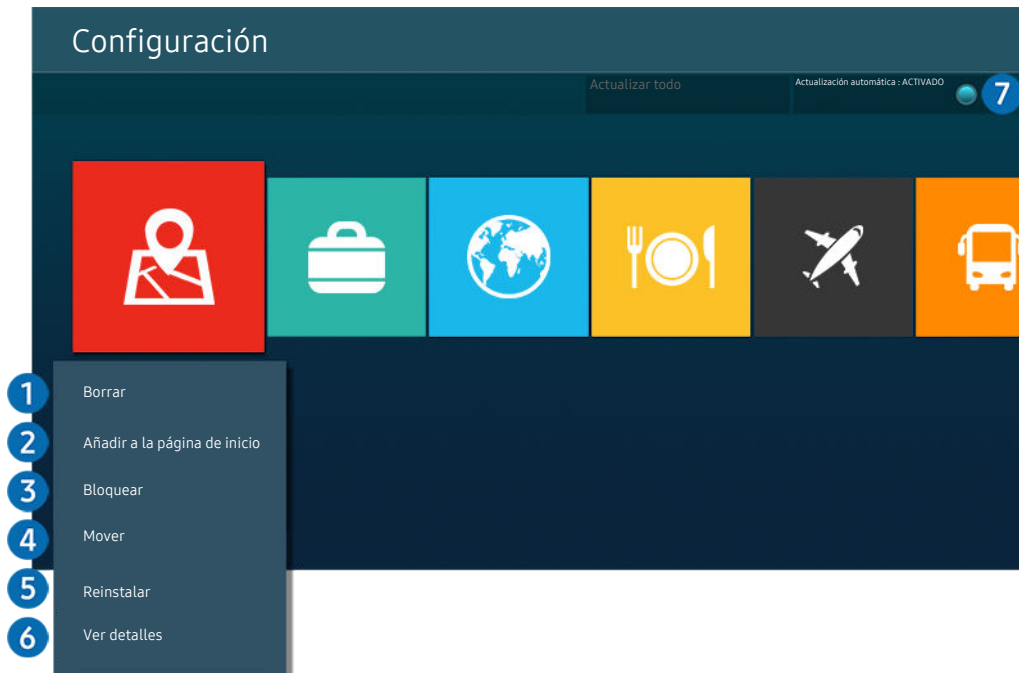 Configuración
Actualizar todo
Actualización automática : ACTIVADO
7
1
Borrar
2
Añadir a la página de inicio
3
Bloquear
4
Mover
5
Reinstalar
6
Ver detalles